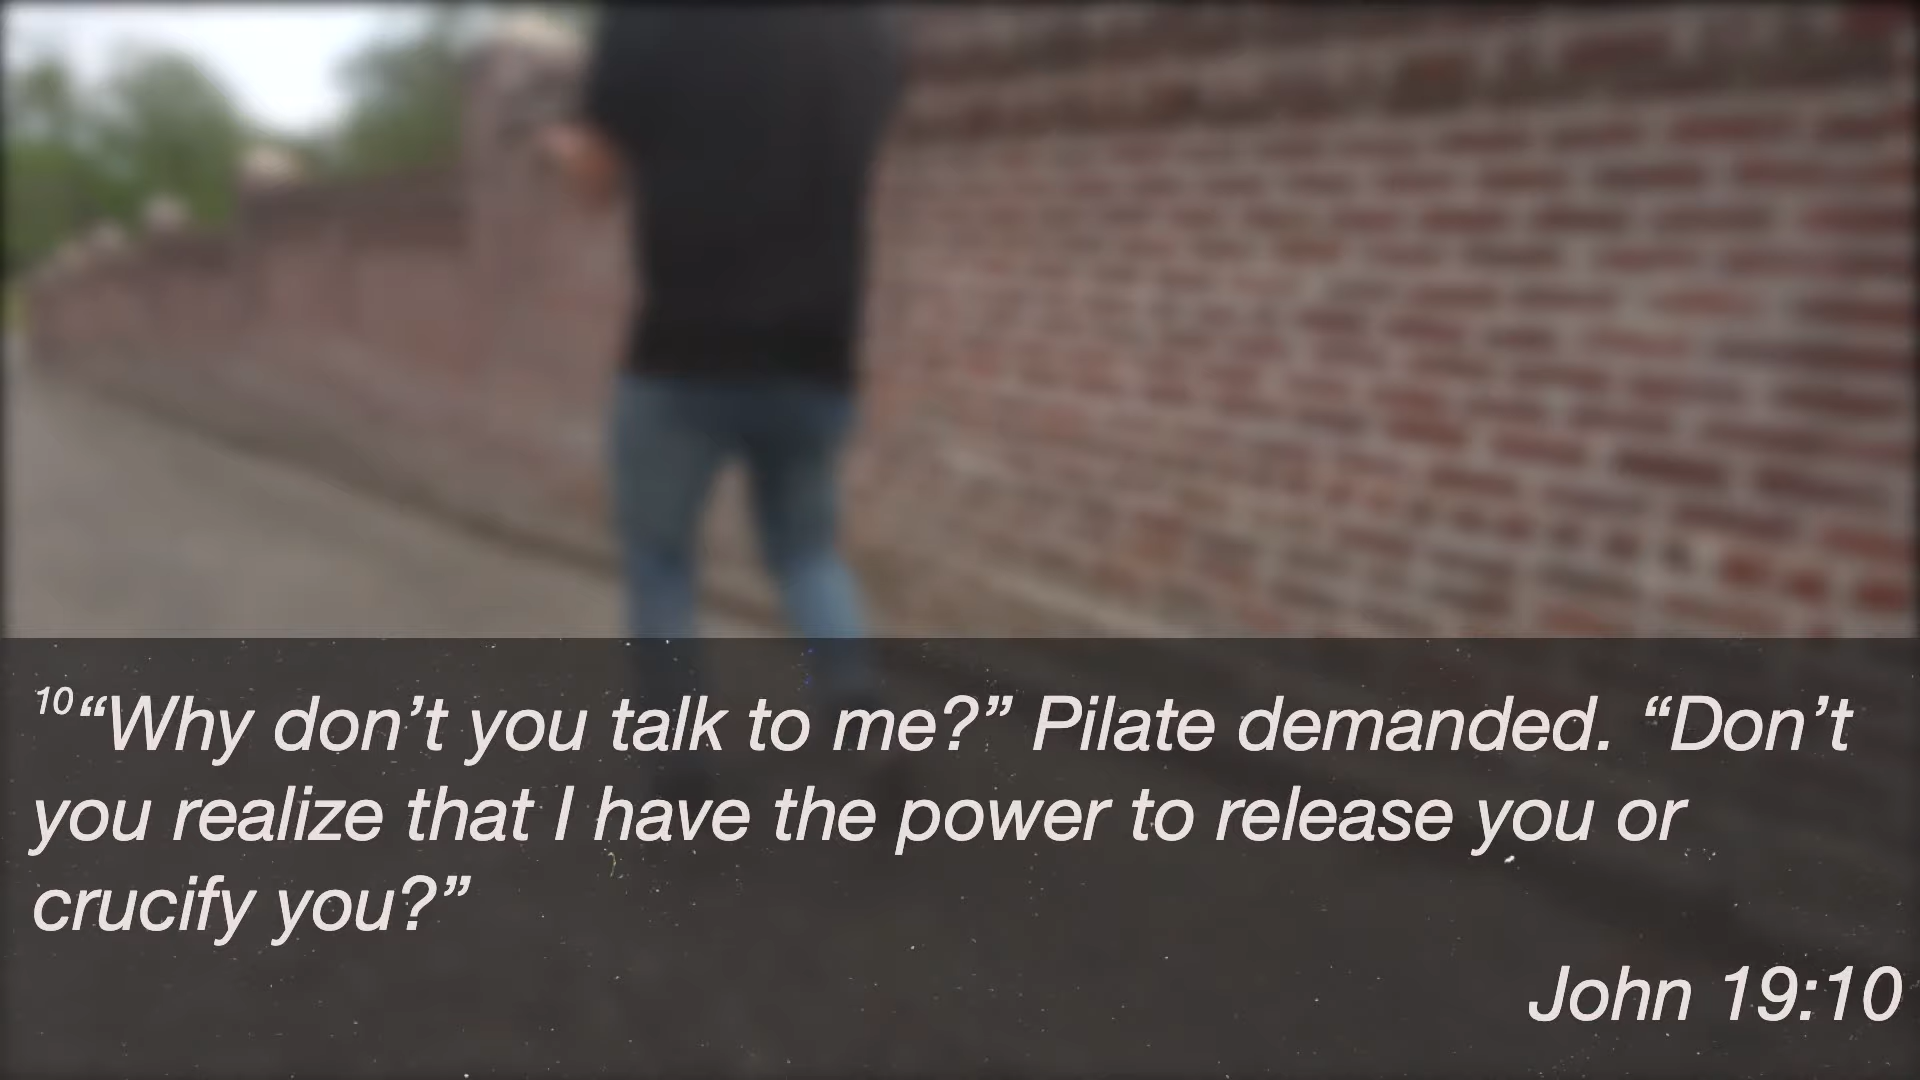 10“Why don’t you talk to me?” Pilate demanded. “Don’t
you realize that I have the power to release you or
crucify you?”
John 19:10